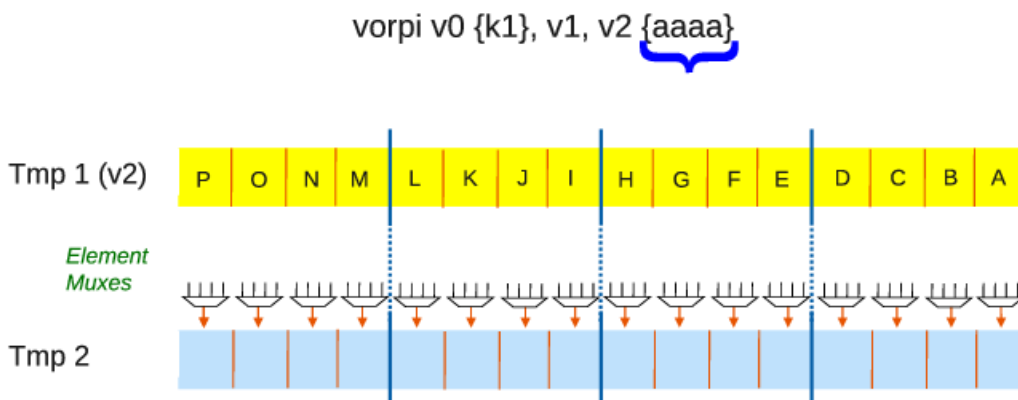 vorpi v0 {k1}, v1, v2 {aaaa}
Tmp 1 (v2)
P O N M L K J I H G F E D C B A
Element
Muxes
Tmp 2